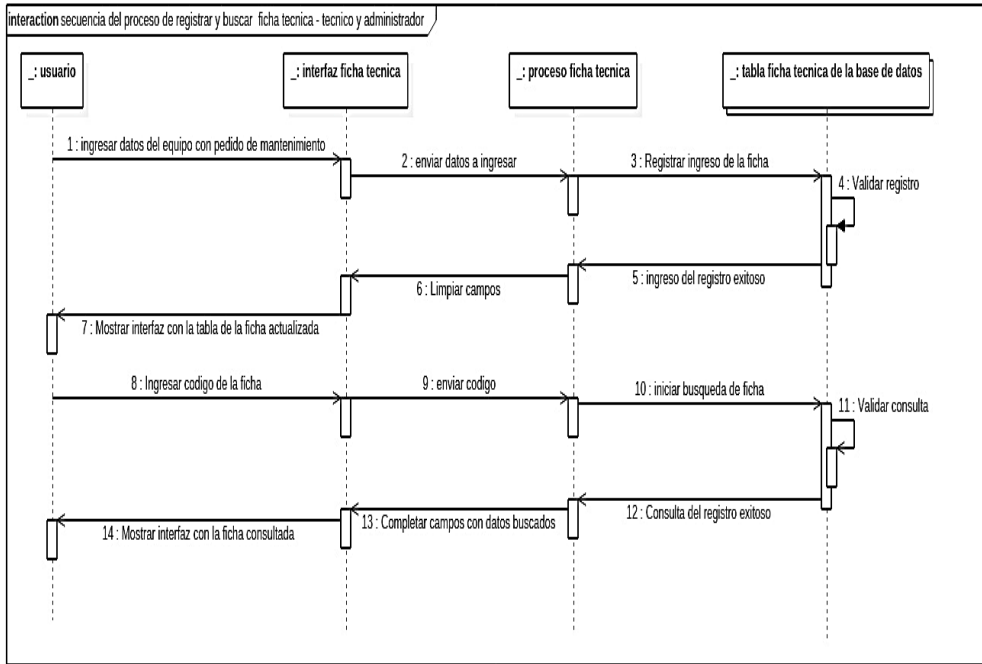 interaction secuencia del proceso de registrar y buscar ficha tecnica - tecnico y administrador
_: usuario
_: interfaz ficha tecnica
_: proceso ficha tecnica
_: tabla ficha tecnica de la base de datos
1 : ingresar datos del equipo con pedido de mantenimiento
2 : enviar datos a ingresar
3 : Registrar ingreso de la ficha
4 : Validar registro
5 : ingreso del registro exitoso
6 : Limpiar campos
7 : Mostrar interfaz con la tabla de la ficha actualizada
8 : Ingresar codigo de la ficha
9 : enviar codigo
10 : iniciar busqueda de ficha
11 : Validar consulta
12 : Consulta del registro exitoso
13 : Completar campos con datos buscados
14 : Mostrar interfaz con la ficha consultada